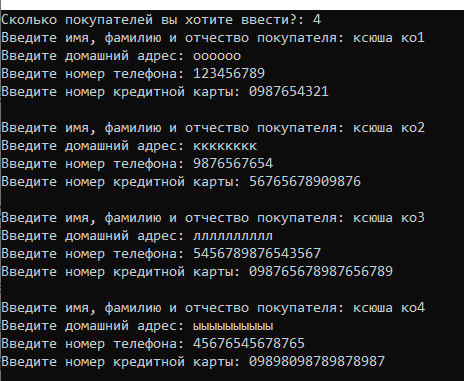 Сколько покупателей вы хотите ввести?: 4
Введите имя, фамилию и отчество покупателя: ксюша ко1
Введите домашний адрес: оооооо
Введите номер телефона: 123456789
Введите номер кредитной карты: 0987654321
Введите имя, фамилию и отчество покупателя: ксюша ко2
Введите домашний адрес: кккккккк
Введите номер телефона: 9876567654
Введите номер кредитной карты: 56765678909876
Введите имя, фамилию и отчество покупателя: ксюша ко3
Введите домашний адрес: лллллллллл
Введите номер телефона: 5456789876543567
Введите номер кредитной карты: 098765678987656789
Введите имя, фамилию и отчество покупателя: ксюша ко4
Введите домашний адрес: ыыыыыыыыыы
Введите номер телефона: 45676545678765
Введите номер кредитной карты: 09898098789878987